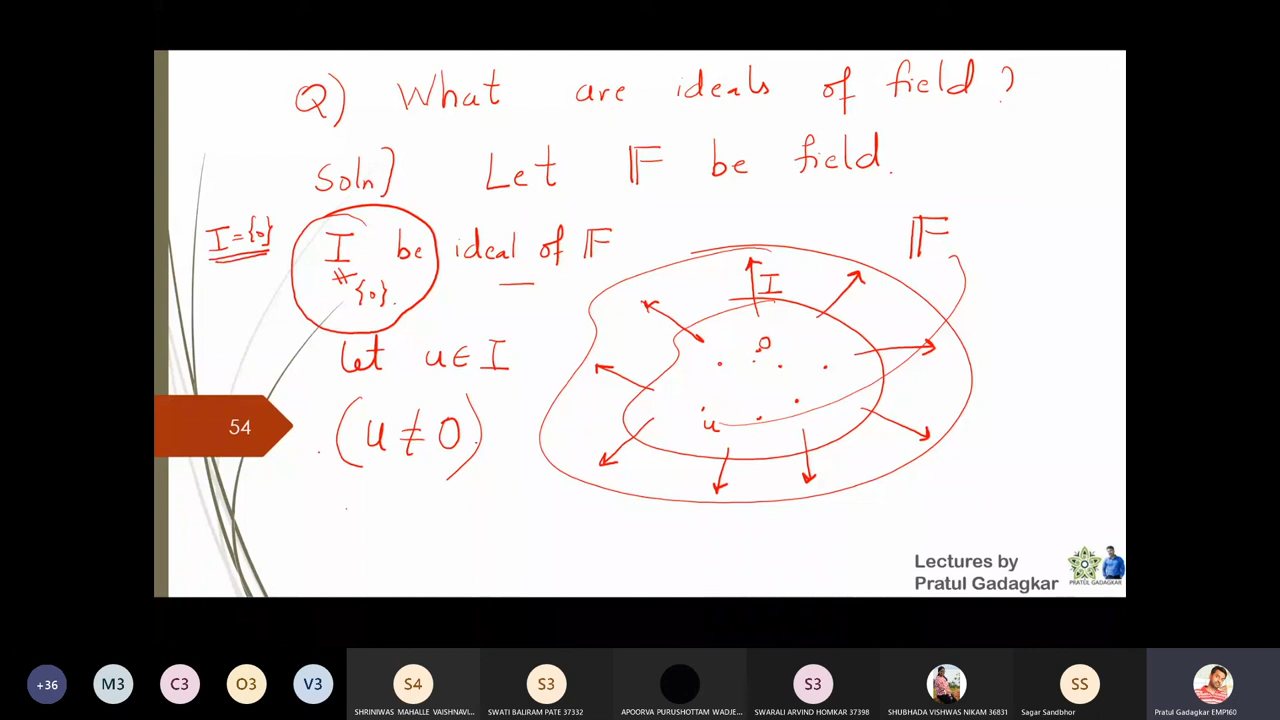 Q) What are ideals of field ?
Soln] Let 𝔽 be field.
I={0} I be ideal of 𝔽
≠{0}.
let u ∈ I
(u ≠ 0)
𝔽
I
0
u
54
Lectures by
Pratul Gadagkar
PRATUL GADAGKAR
+36 M3 C3 O3 V3 S4 S3 S3 SS
SHRINIWAS MAHALLE VAISHNAVI... SWATI BALIRAM PATE 37332 APOORVA PURUSHOTTAM WADJE... SWARALI ARVIND HOMKAR 37398 SHUBHADA VISHWAS NIKAM 36831 Sagar Sandbhor Pratul Gadagkar EMP160